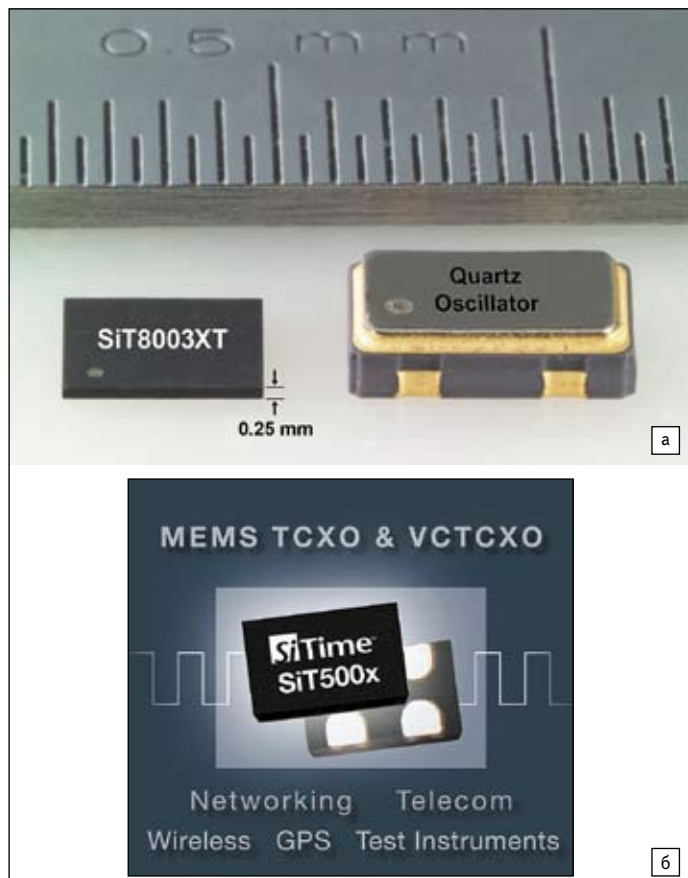 0.5 mm
SiT8003XT
0.25 mm
Quartz
Oscillator
а
MEMS TCXO & VCTCXO
SiTime™
SiT500x
Networking Telecom
Wireless GPS Test Instruments
б